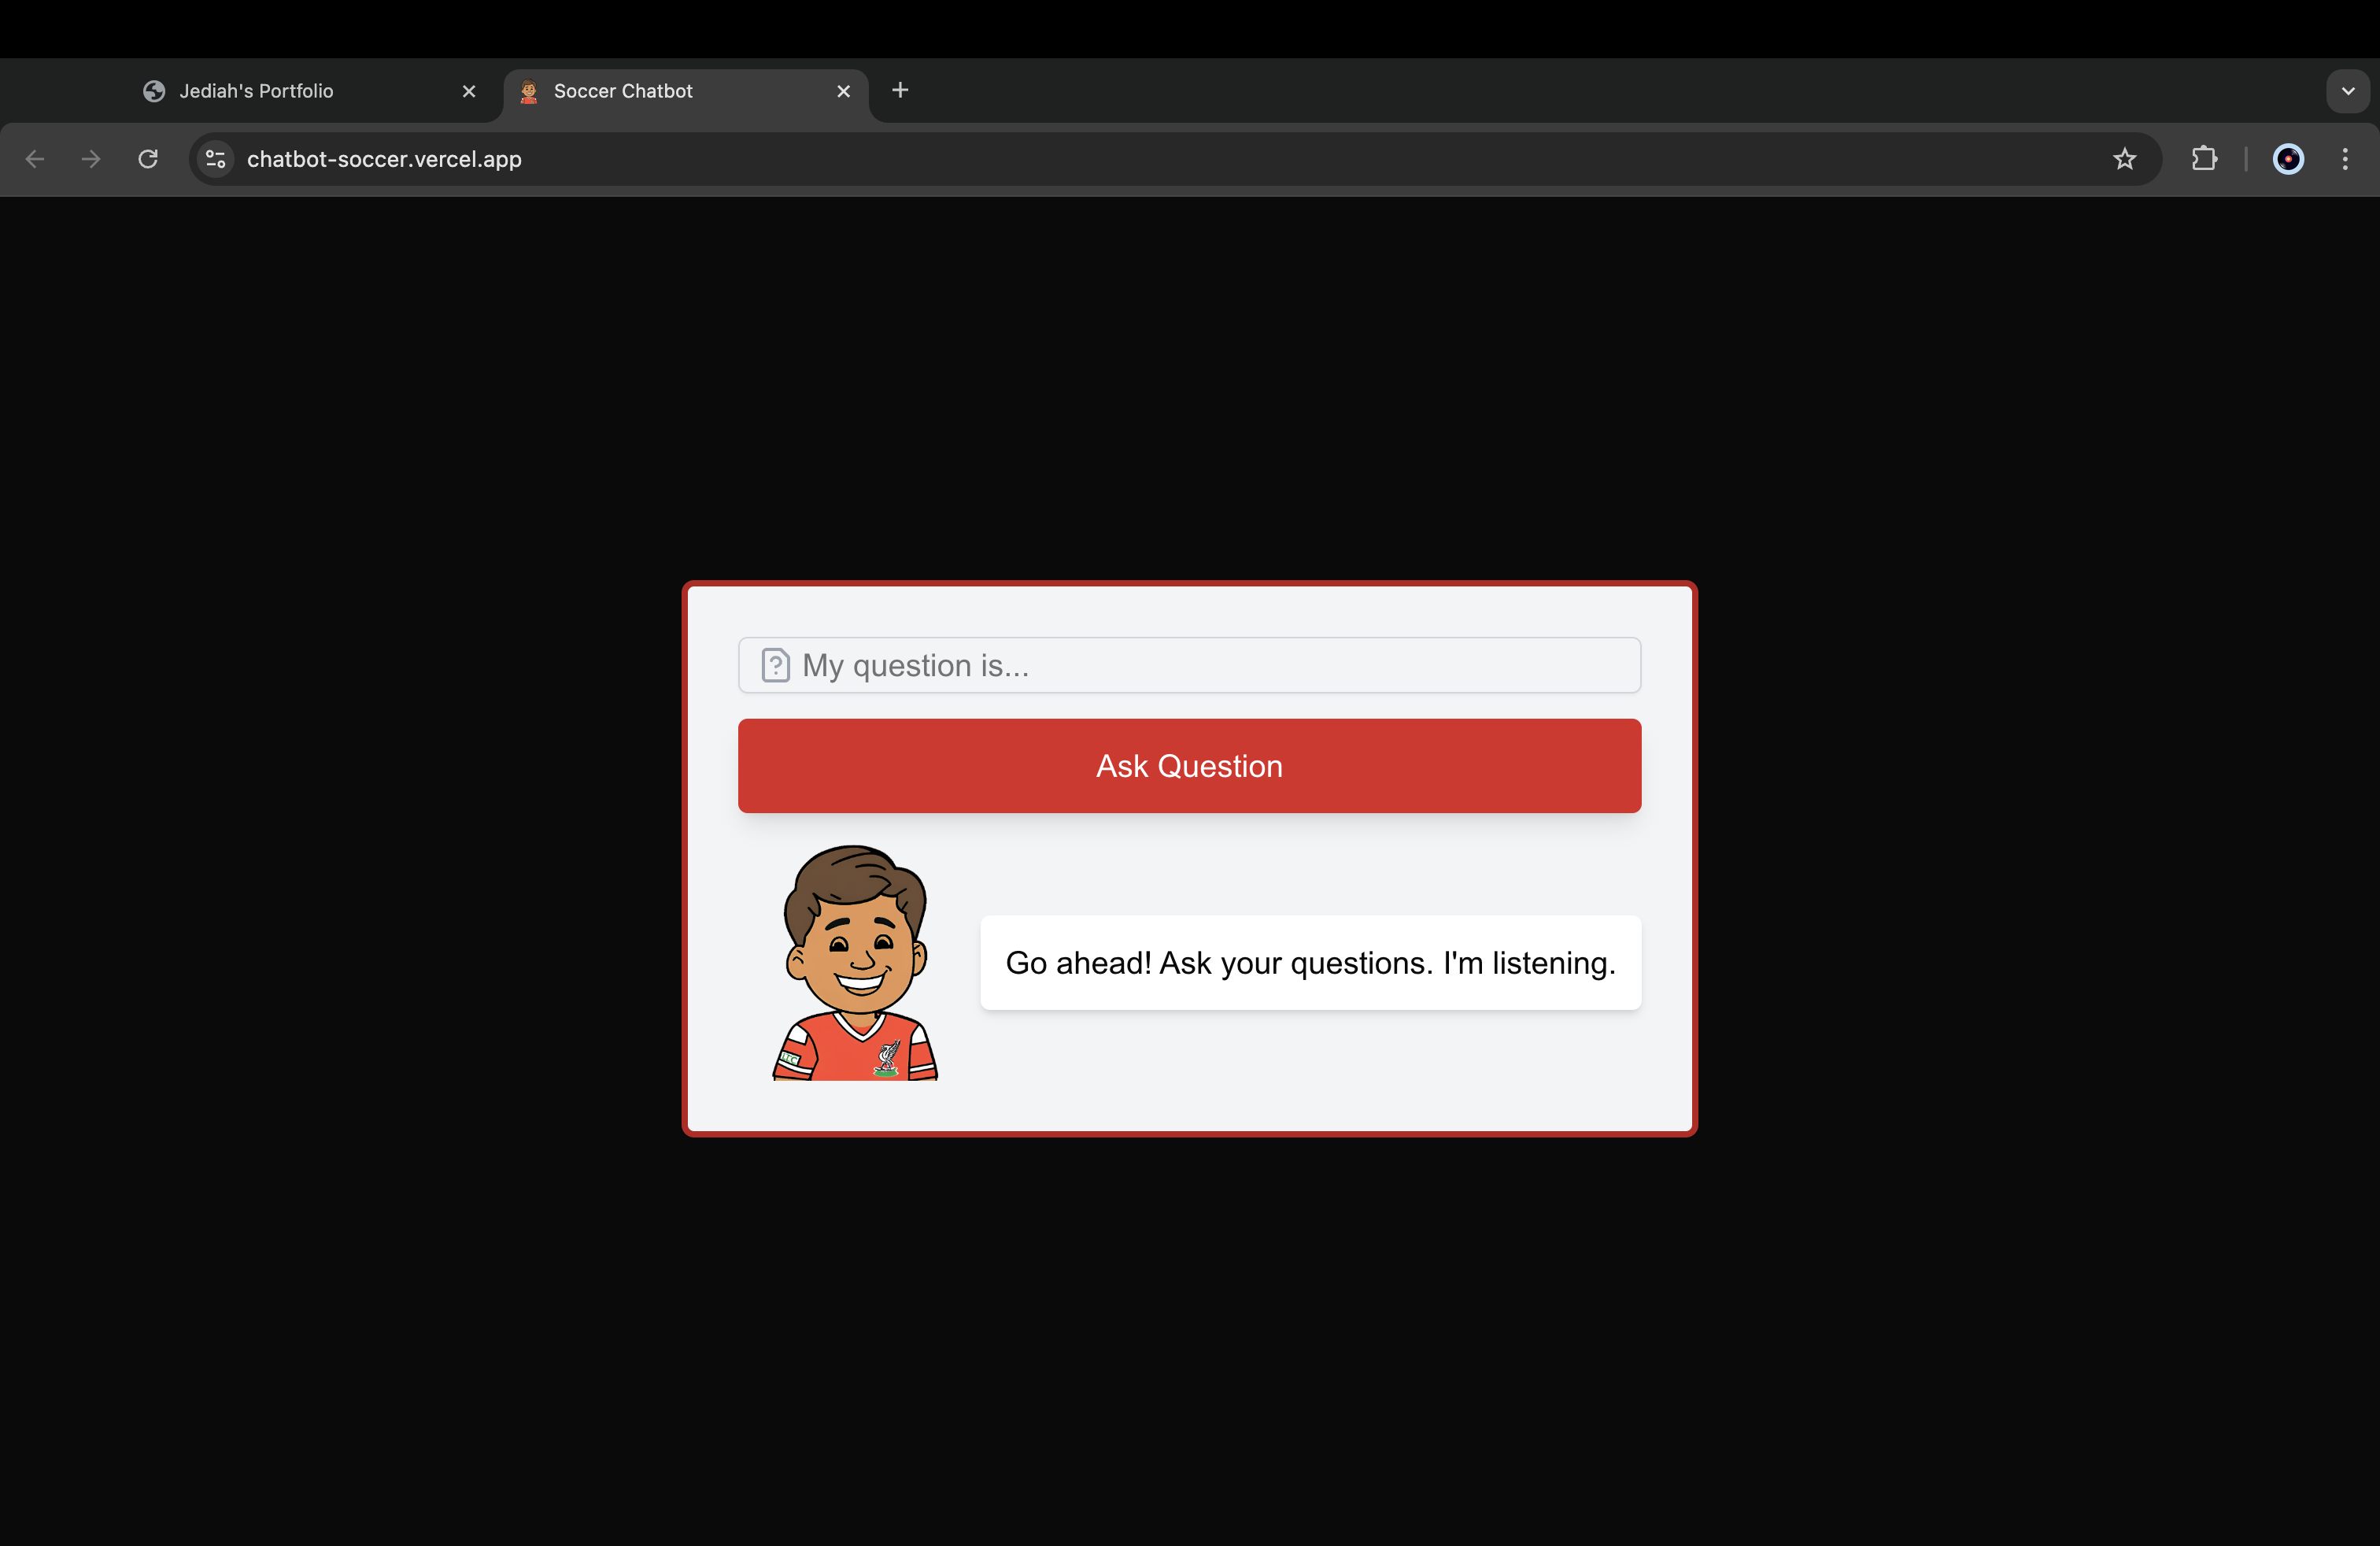 Jediah's Portfolio
Soccer Chatbot
chatbot-soccer.vercel.app
My question is...
Ask Question
Go ahead! Ask your questions. I'm listening.